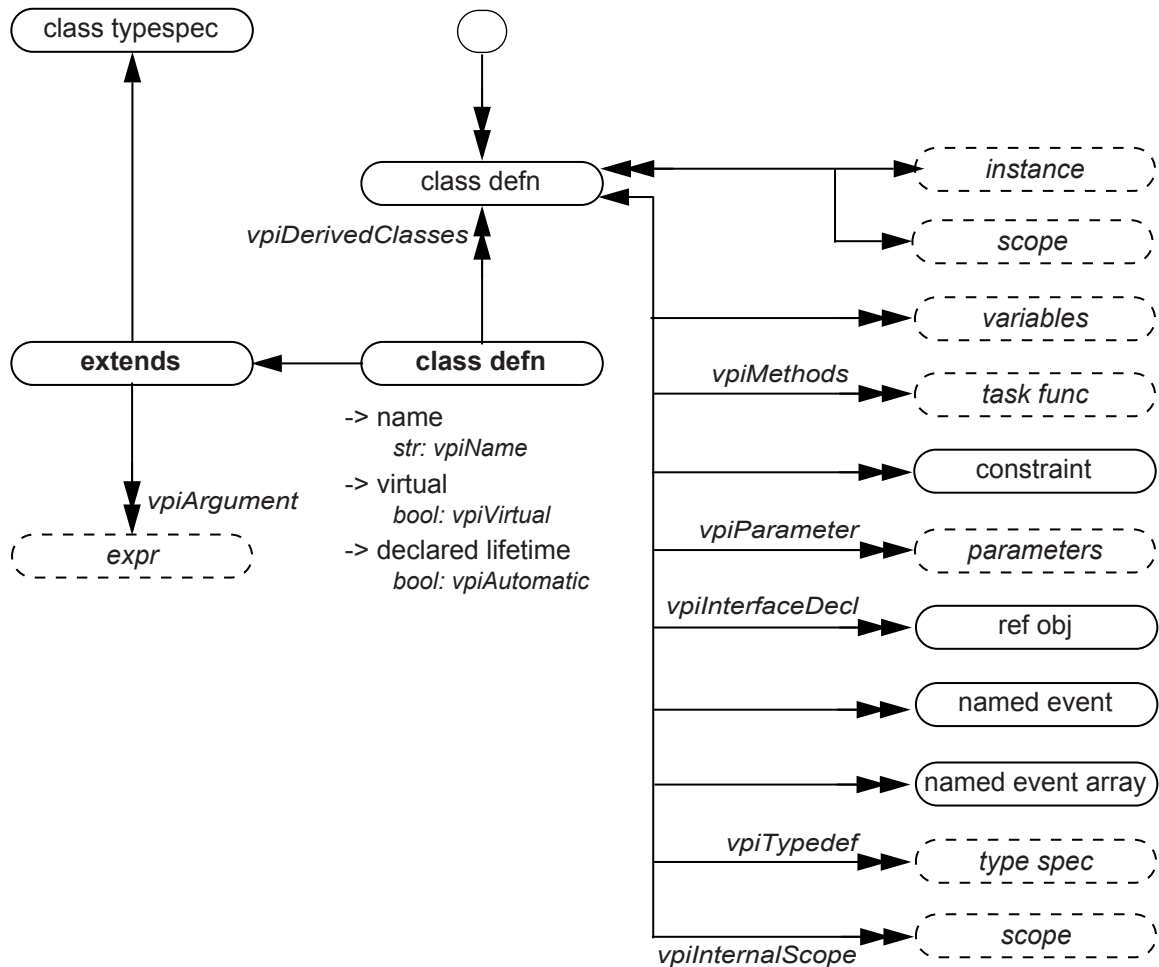 class typespec
class defn
vpiDerivedClasses
extends
class defn
-> name
str: vpiName
-> virtual
bool: vpiVirtual
-> declared lifetime
bool: vpiAutomatic
vpiArgument
expr
instance
scope
variables
vpiMethods
task func
constraint
vpiParameter
parameters
vpiInterfaceDecl
ref obj
named event
named event array
vpiTypedef
type spec
vpiInternalScope
scope